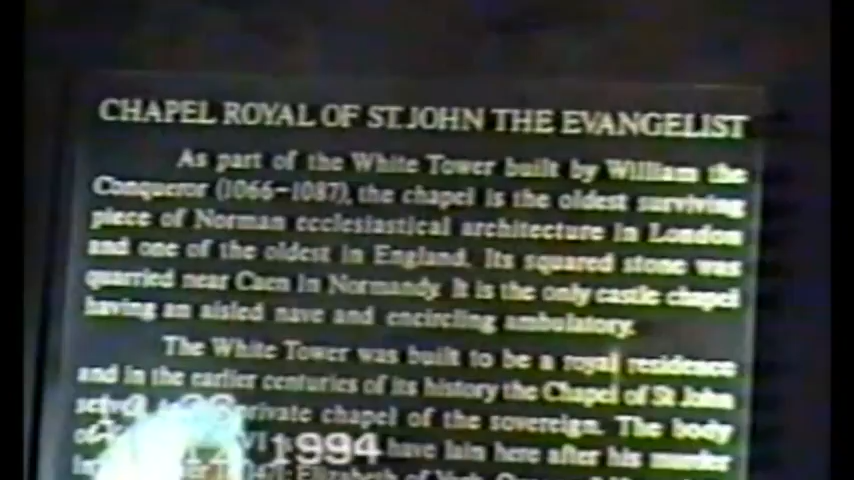 CHAPEL ROYAL OF ST. JOHN THE EVANGELIST
As part of the White Tower built by William the
Conqueror (1066-1087), the chapel is the oldest surviving
piece of Norman ecclesiastical architecture in London
and one of the oldest in England. Its squared stone was
quarried near Caen in Normandy. It is the only castle chapel
having an aisled nave and encircling ambulatory.
The White Tower was built to be a royal residence
and in the earlier centuries of its history the Chapel of St John
private chapel of the sovereign. The body
VI have lain here after his murder
Elizabeth of York
1994